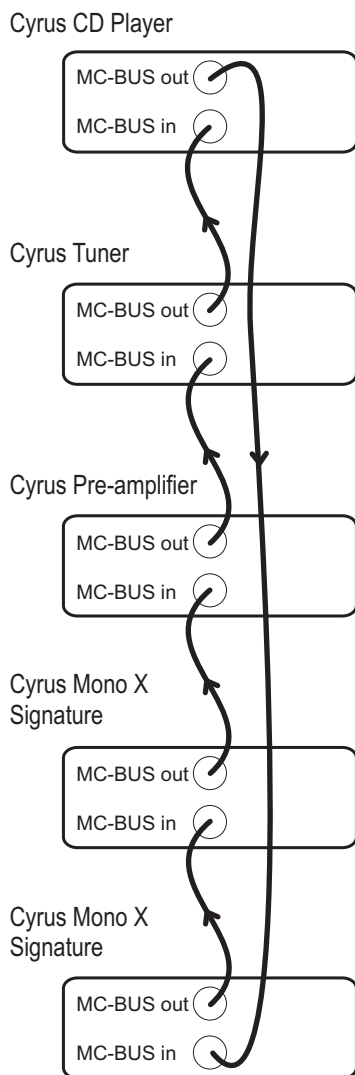 Cyrus CD Player
MC-BUS out
MC-BUS in
Cyrus Tuner
MC-BUS out
MC-BUS in
Cyrus Pre-amplifier
MC-BUS out
MC-BUS in
Cyrus Mono X
Signature
MC-BUS out
MC-BUS in
Cyrus Mono X
Signature
MC-BUS out
MC-BUS in